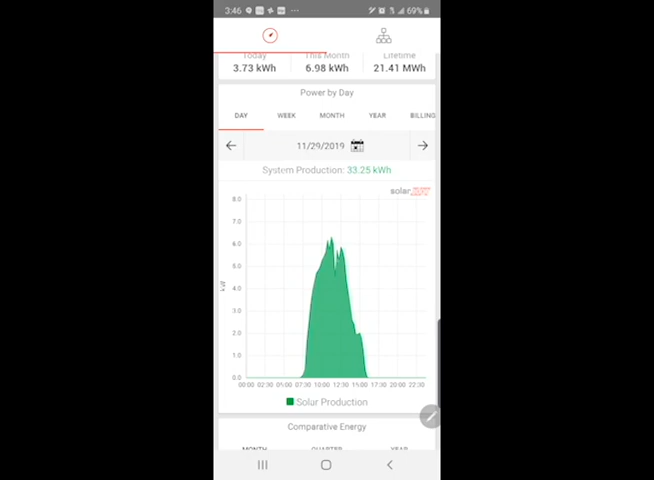 3:46 ... 69%
Today This Month Lifetime
3.73 kWh 6.98 kWh 21.41 MWh
Power by Day
DAY WEEK MONTH YEAR BILLING
11/29/2019
System Production: 33.25 kWh
solar
8.0
7.0
6.0
5.0
kW
4.0
3.0
2.0
1.0
0.0
00:00 02:30 05:00 07:30 10:00 12:30 15:00 17:30 20:00 22:30
Solar Production
Comparative Energy
MONTH QUARTER YEAR